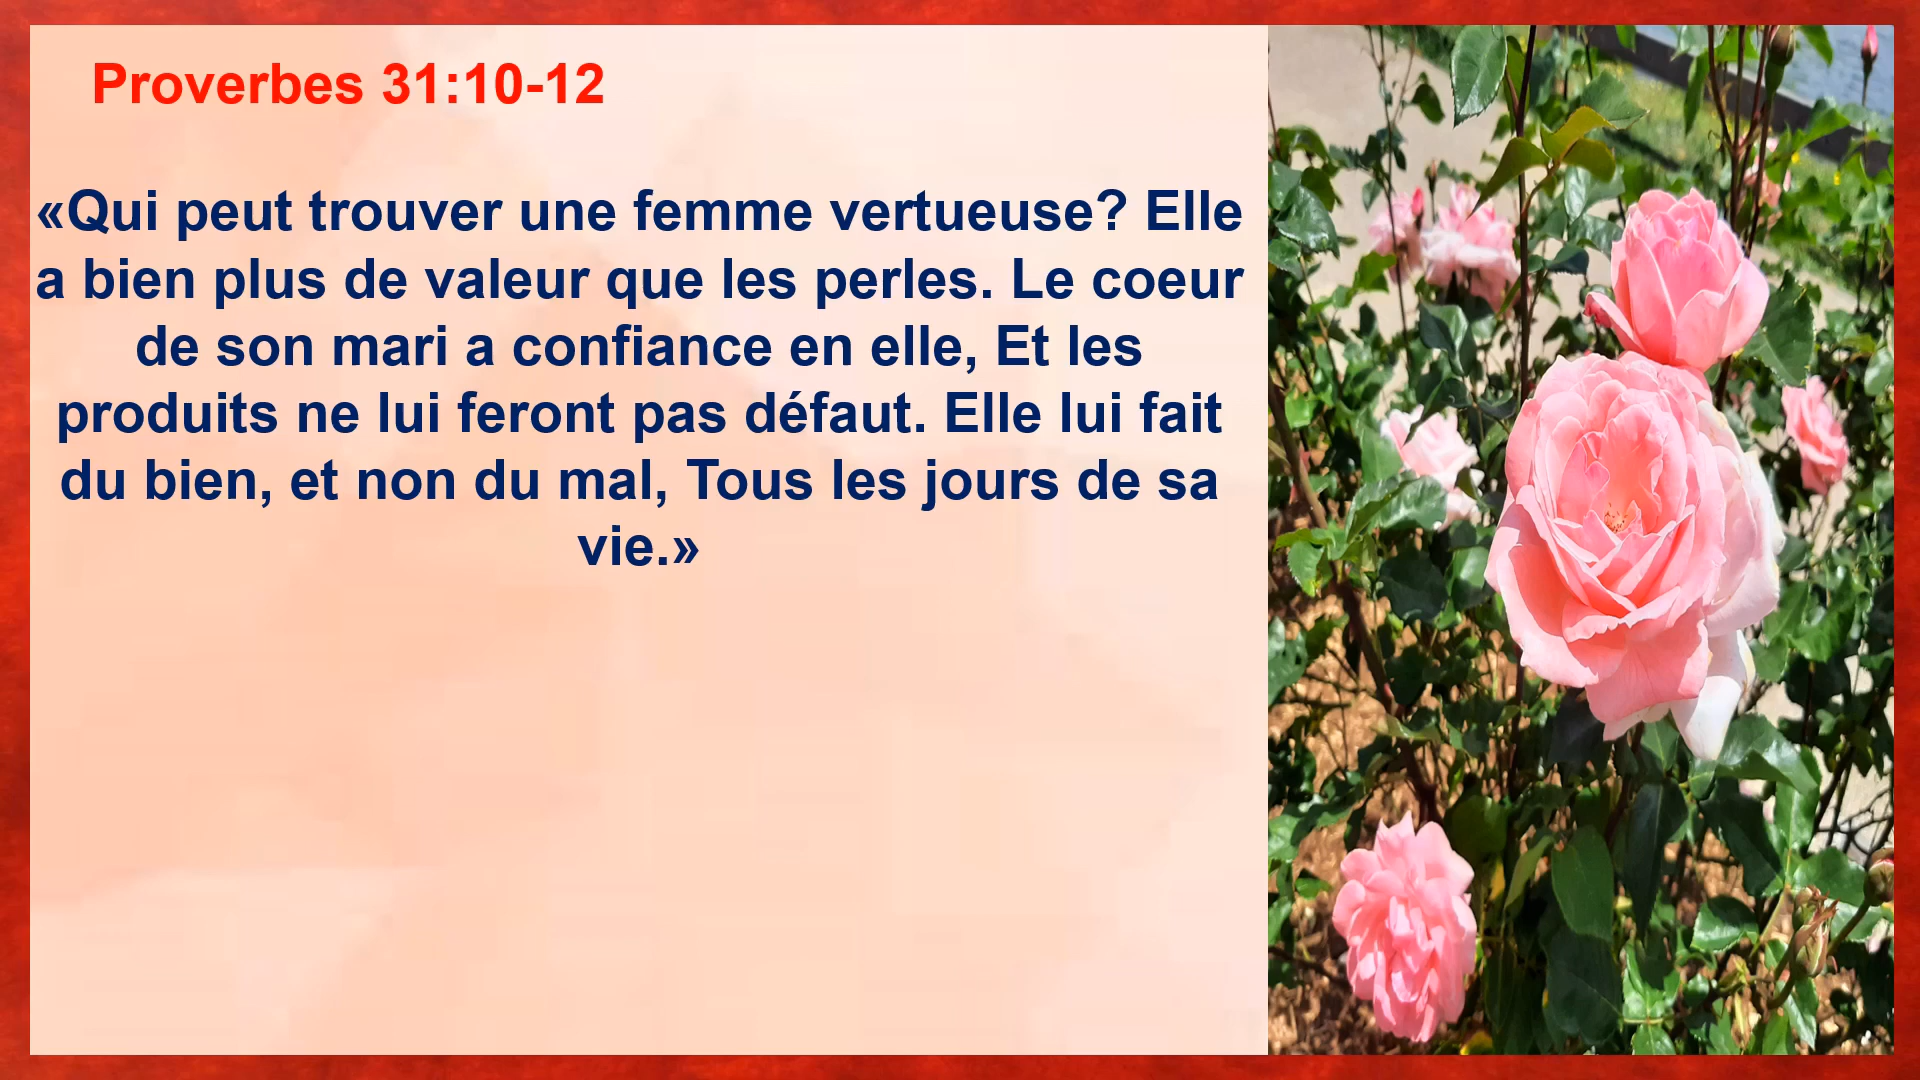 Proverbes 31:10-12
«Qui peut trouver une femme vertueuse? Elle
a bien plus de valeur que les perles. Le coeur
de son mari a confiance en elle, Et les
produits ne lui feront pas défaut. Elle lui fait
du bien, et non du mal, Tous les jours de sa
vie.»